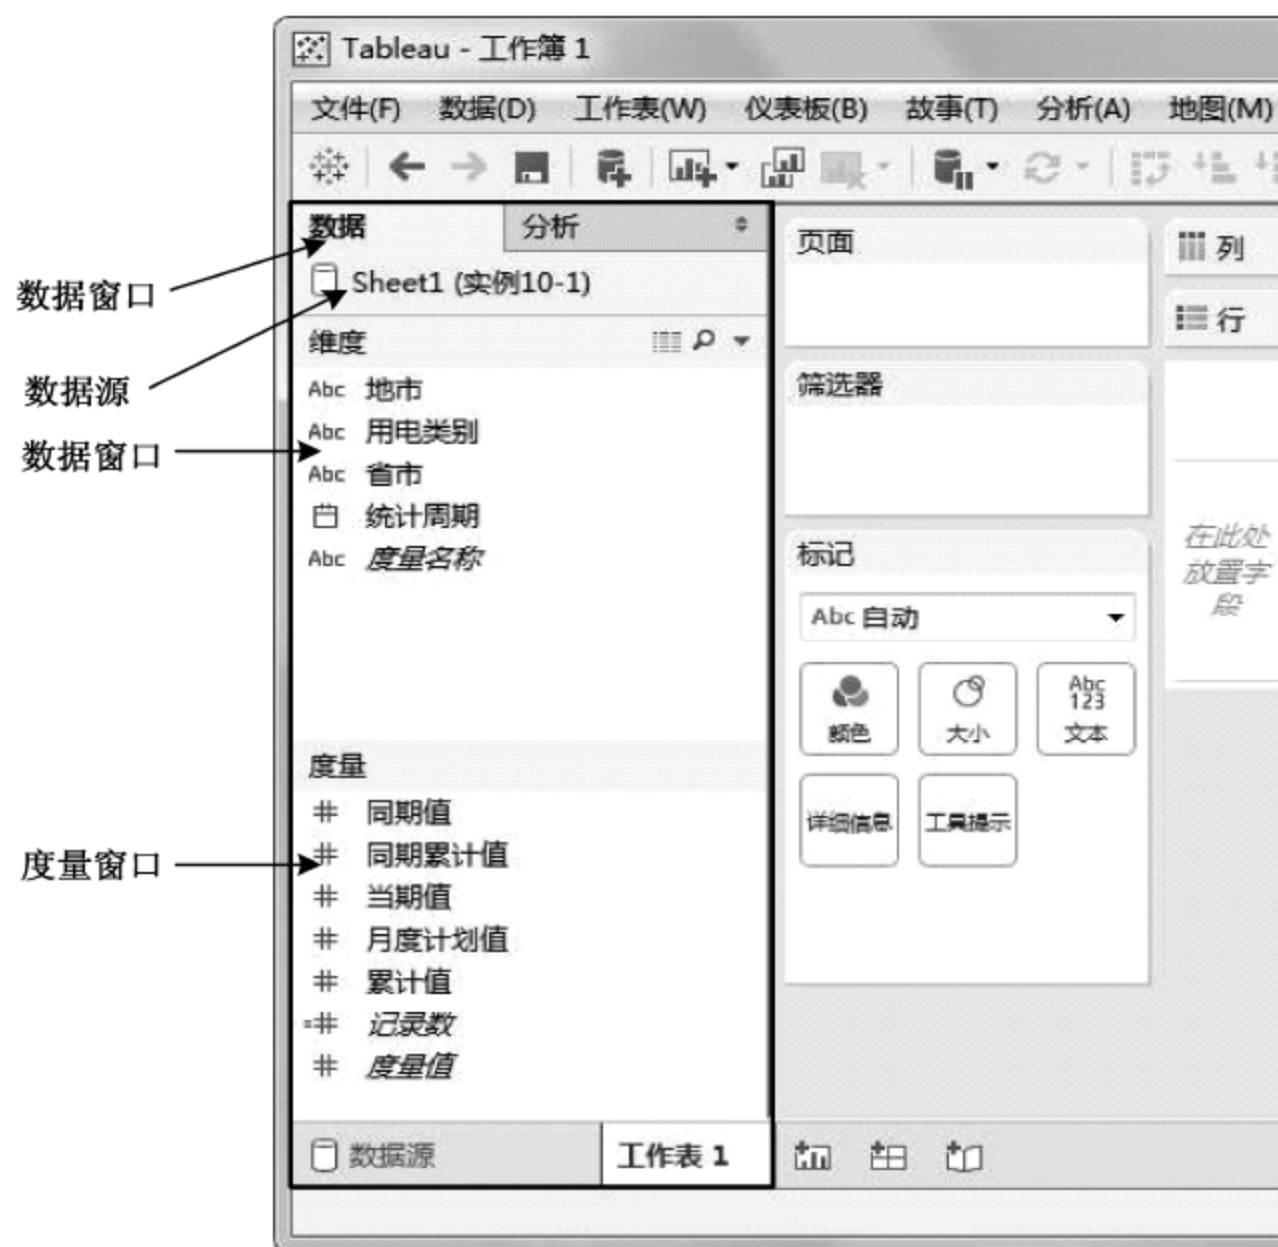 Tableau - 工作簿 1
文件(F) 数据(D) 工作表(W) 仪表板(B) 故事(T) 分析(A) 地图(M)
数据 分析
Sheet1 (实例10-1)
维度
Abc 地市
Abc 用电类别
Abc 省市
统计周期
Abc 度量名称
度量
同期值
同期累计值
当期值
月度计划值
累计值
=# 记录数
度量值
数据源 工作表 1
数据窗口
数据源
数据窗口
度量窗口
页面
筛选器
标记
Abc 自动
颜色
大小
Abc
123
文本
详细信息
工具提示
列
行
在此处
放置字
段